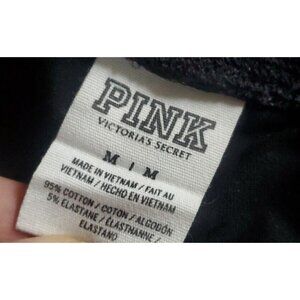 PINK
VICTORIA'S SECRET
M | M
MADE IN VIETNAM / FAIT AU
VIETNAM / HECHO EN VIETNAM
95% COTTON / COTON / ALGODÓN
5% ELASTANE / ÉLASTHANNE /
ELASTANO